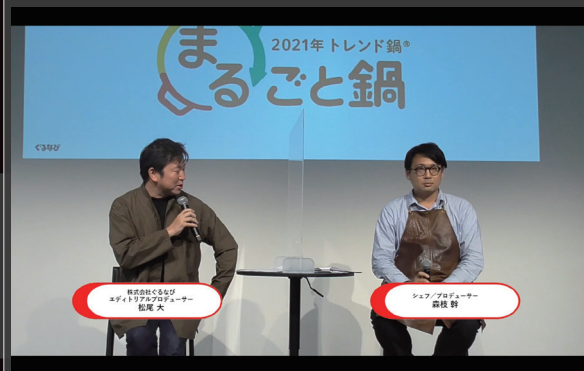 2021年 トレンド鍋®
まるごと鍋
ぐるなび
株式会社ぐるなび
エディトリアルプロデューサー
松尾 大
シェフ／プロデューサー
森枝 幹